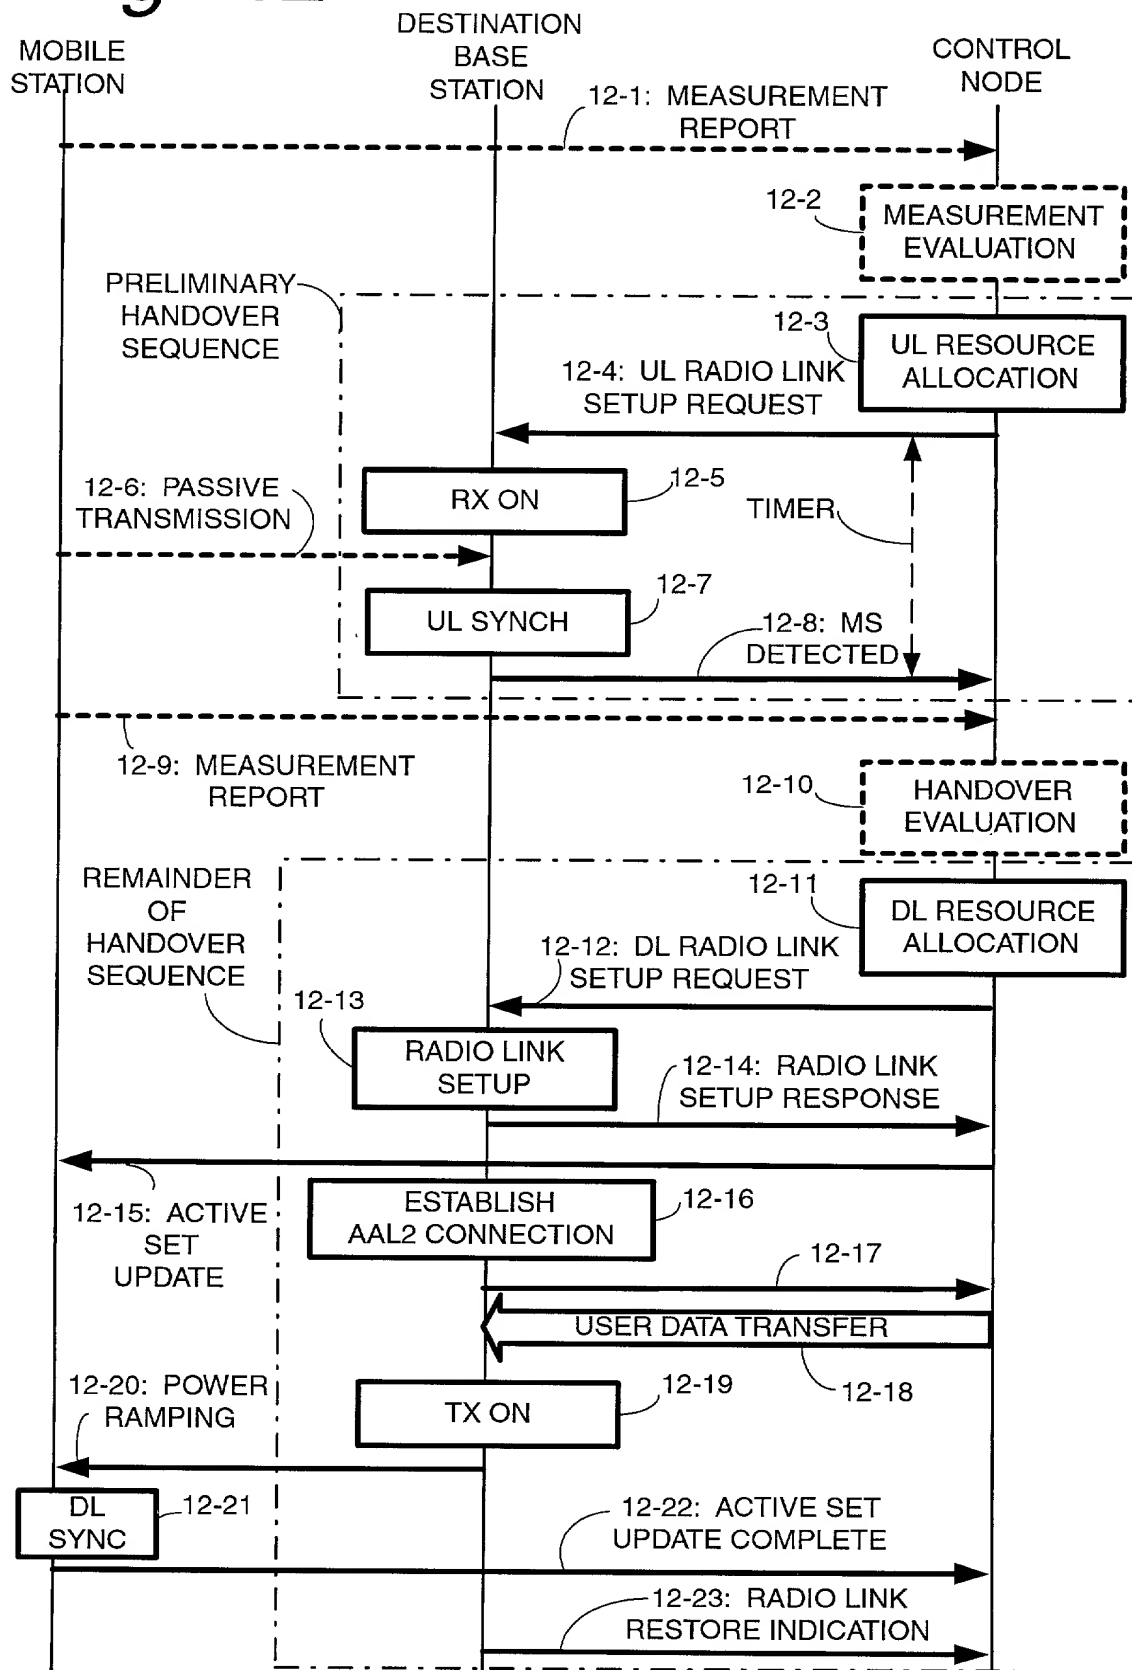 MOBILE
STATION
DESTINATION
BASE
STATION
CONTROL
NODE
12-1: MEASUREMENT
REPORT
12-2
MEASUREMENT
EVALUATION
PRELIMINARY
HANDOVER
SEQUENCE
12-3
UL RESOURCE
ALLOCATION
12-4: UL RADIO LINK
SETUP REQUEST
12-5
RX ON
12-6: PASSIVE
TRANSMISSION
TIMER
12-7
UL SYNCH
12-8: MS
DETECTED
12-9: MEASUREMENT
REPORT
12-10
HANDOVER
EVALUATION
REMAINDER
OF
HANDOVER
SEQUENCE
12-11
DL RESOURCE
ALLOCATION
12-12: DL RADIO LINK
SETUP REQUEST
12-13
RADIO LINK
SETUP
12-14: RADIO LINK
SETUP RESPONSE
12-15: ACTIVE
SET
UPDATE
ESTABLISH
AAL2 CONNECTION
12-16
12-17
USER DATA TRANSFER
12-18
12-19
TX ON
12-20: POWER
RAMPING
DL
SYNC
12-21
12-22: ACTIVE SET
UPDATE COMPLETE
12-23: RADIO LINK
RESTORE INDICATION